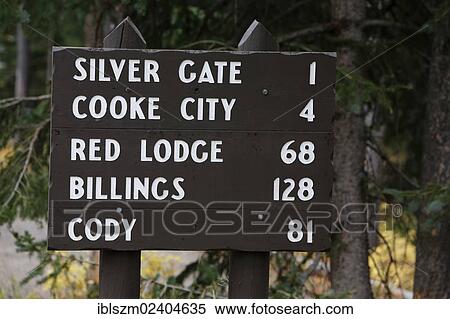 SILVER GATE 1
COOKE CITY 4
RED LODGE 68
BILLINGS 128
FOTOSEARCH®
CODY 81
iblszm02404635 www.fotosearch.com